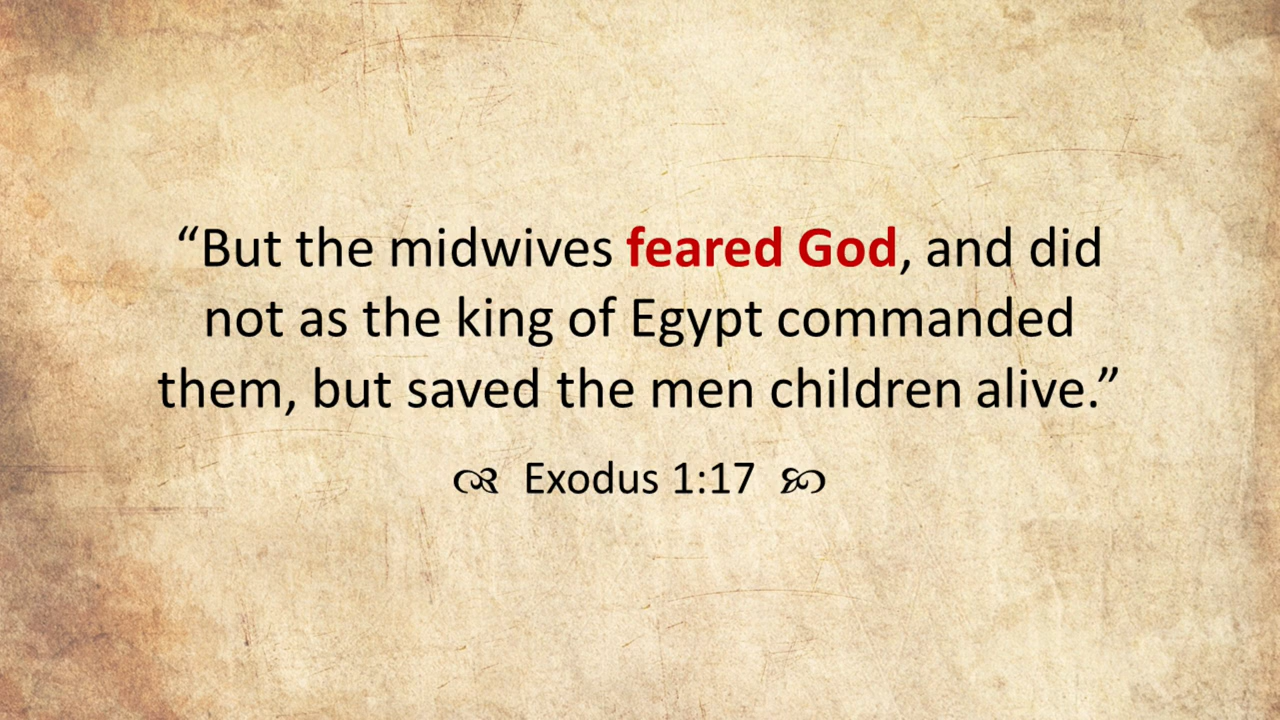 “But the midwives feared God, and did
not as the king of Egypt commanded
them, but saved the men children alive.”
Exodus 1:17